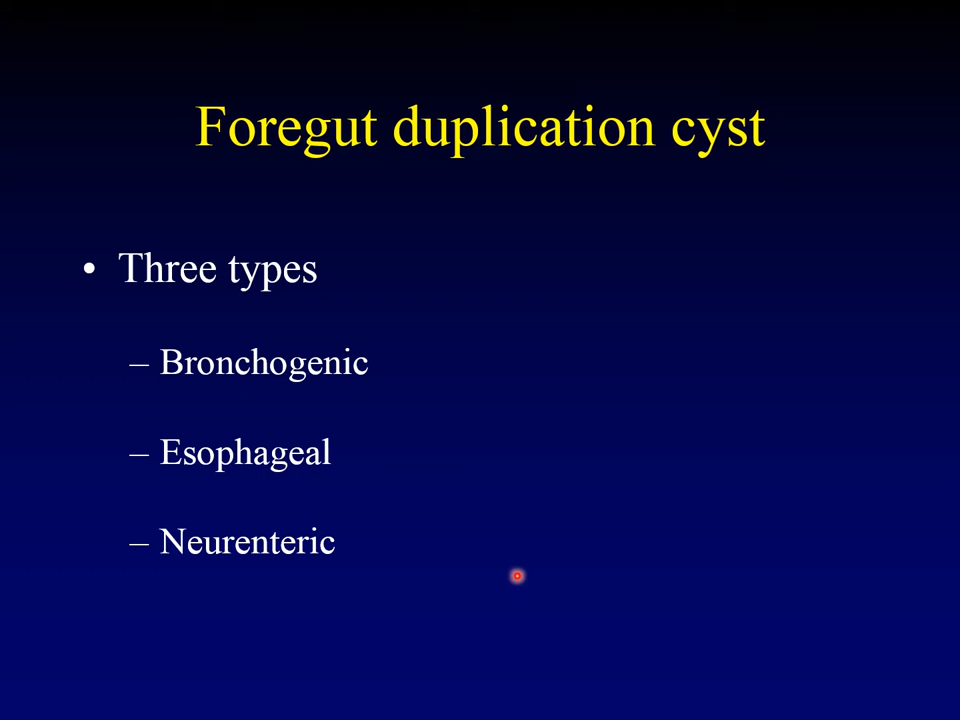 Foregut duplication cyst
• Three types
– Bronchogenic
– Esophageal
– Neurenteric